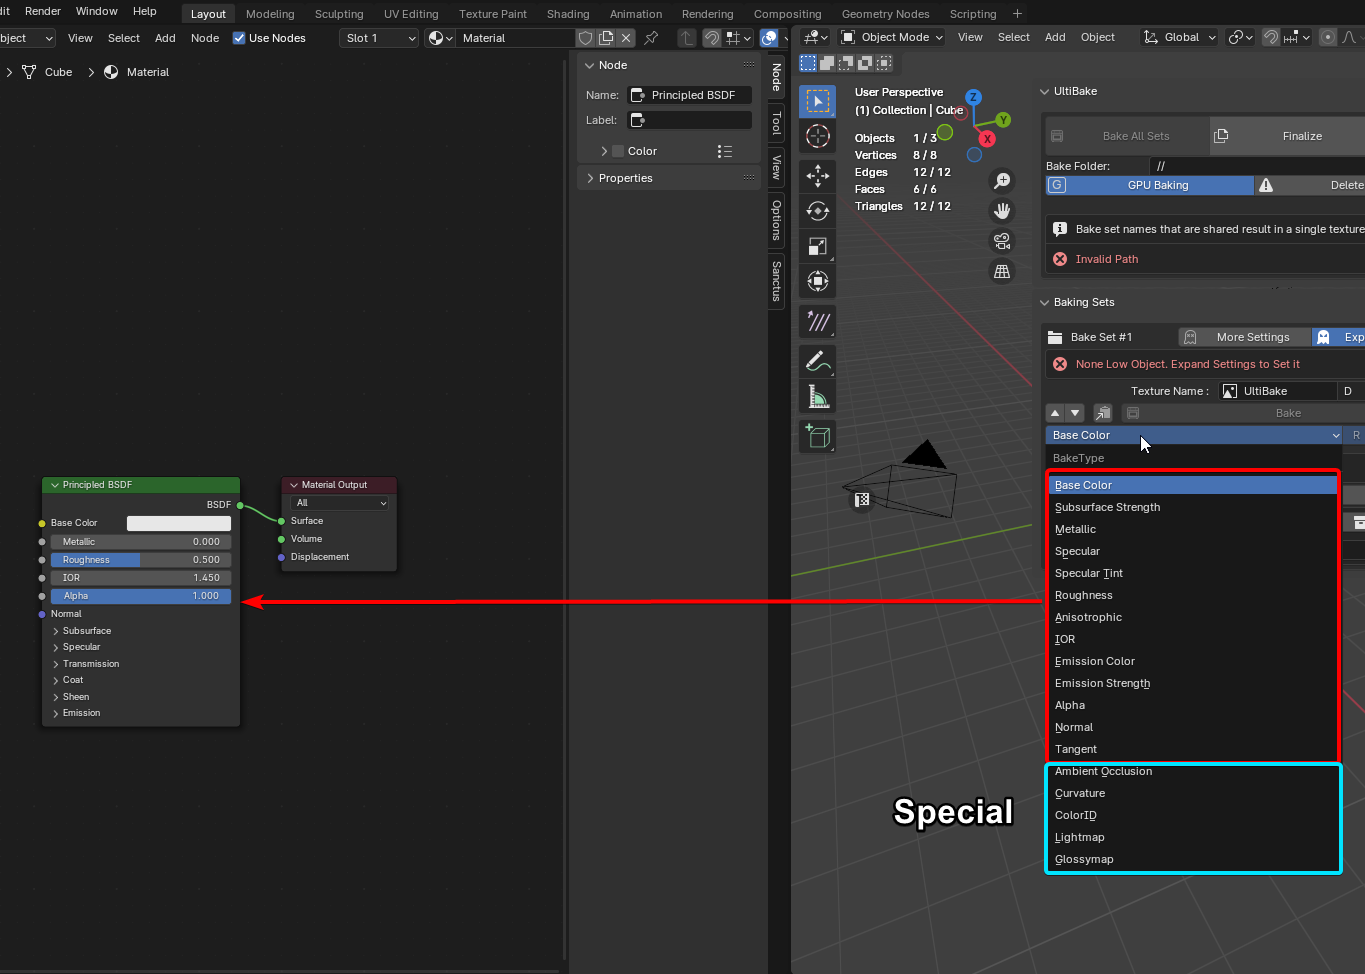 dit Render Window Help Layout Modeling Sculpting UV Editing Texture Paint Shading Animation Rendering Compositing Geometry Nodes Scripting +
bject View Select Add Node Use Nodes Slot 1 Material
Cube Material
Node
Name: Principled BSDF
Label:
Color
Properties
Node
Tool
View
Options
Sanctus
Principled BSDF
BSDF
Base Color
Metallic 0.000
Roughness 0.500
IOR 1.450
Alpha 1.000
Normal
Subsurface
Specular
Transmission
Coat
Sheen
Emission
Material Output
All
Surface
Volume
Displacement
Object Mode View Select Add Object Global
User Perspective
(1) Collection | Cube
Objects 1 / 3
Vertices 8 / 8
Edges 12 / 12
Faces 6 / 6
Triangles 12 / 12
Z
Y
X
Special
UltiBake
Bake All Sets Finalize
Bake Folder: //
G GPU Baking Delete
Bake set names that are shared result in a single texture
Invalid Path
Baking Sets
Bake Set #1 More Settings Exp
None Low Object. Expand Settings to Set it
Texture Name : UltiBake D
Bake
Base Color R
BakeType
Base Color
Subsurface Strength
Metallic
Specular
Specular Tint
Roughness
Anisotrophic
IOR
Emission Color
Emission Strength
Alpha
Normal
Tangent
Ambient Occlusion
Curvature
ColorID
Lightmap
Glossymap